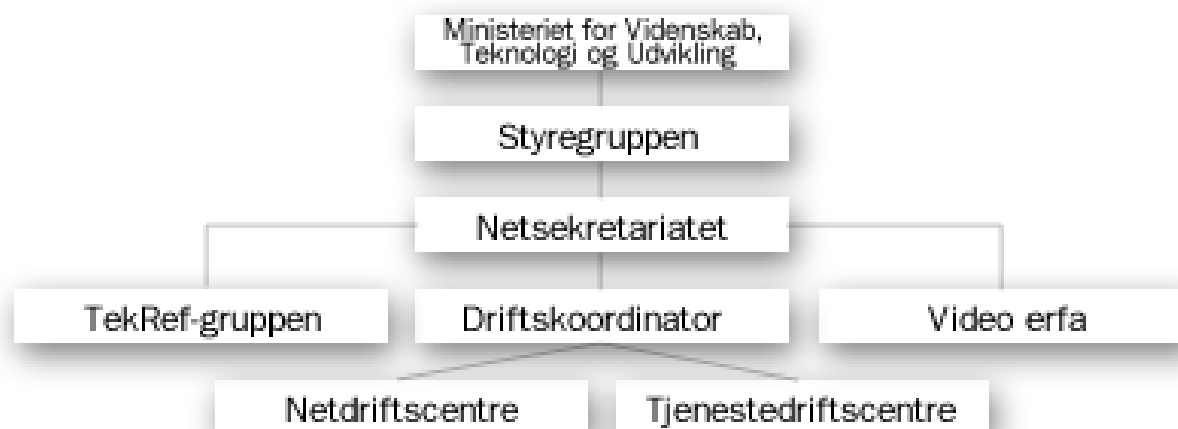 Ministeriet for Videnskab,
Teknologi og Udvikling
Styregruppen
Netsekretariatet
TekRef-gruppen
Driftskoordinator
Video erfa
Netdriftscentre
Tjenestedriftscentre